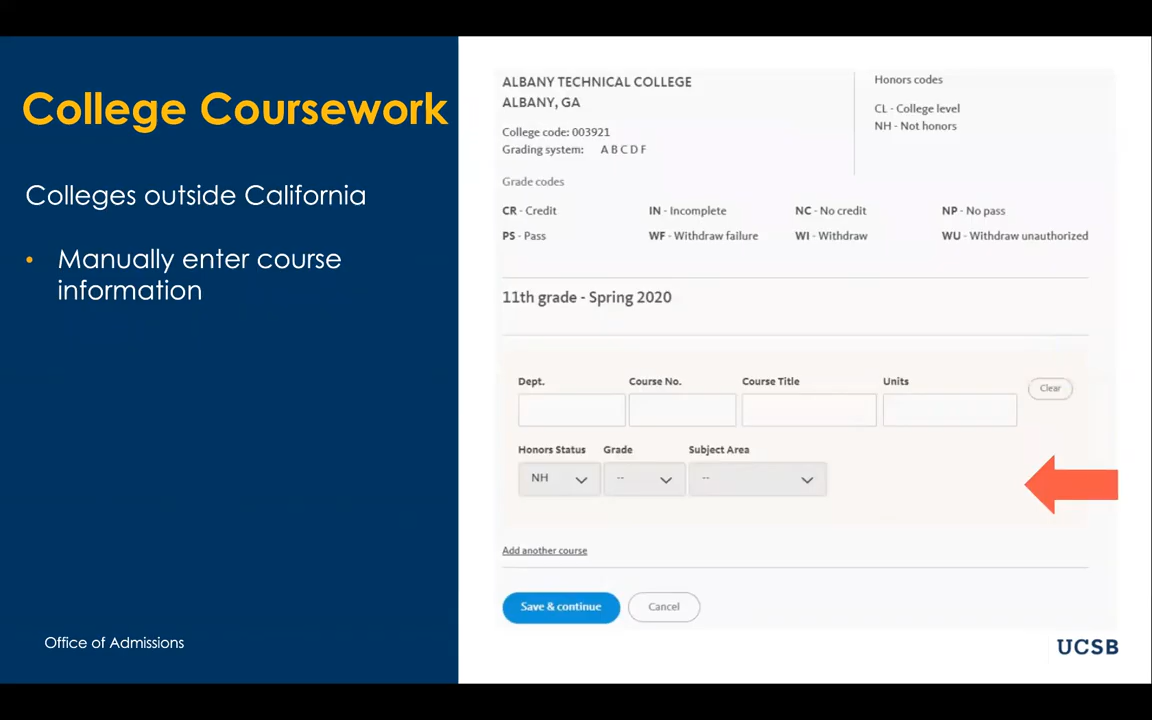 College Coursework
Colleges outside California
• Manually enter course
information
Office of Admissions
ALBANY TECHNICAL COLLEGE
ALBANY, GA
College code: 003921
Grading system: A B C D F
Honors codes
CL - College level
NH - Not honors
Grade codes
CR - Credit IN - Incomplete NC - No credit NP - No pass
PS - Pass WF - Withdraw failure WI - Withdraw WU - Withdraw unauthorized
11th grade - Spring 2020
Dept. Course No. Course Title Units
Clear
Honors Status Grade Subject Area
NH -- --
Add another course
Save & continue Cancel
UCSB